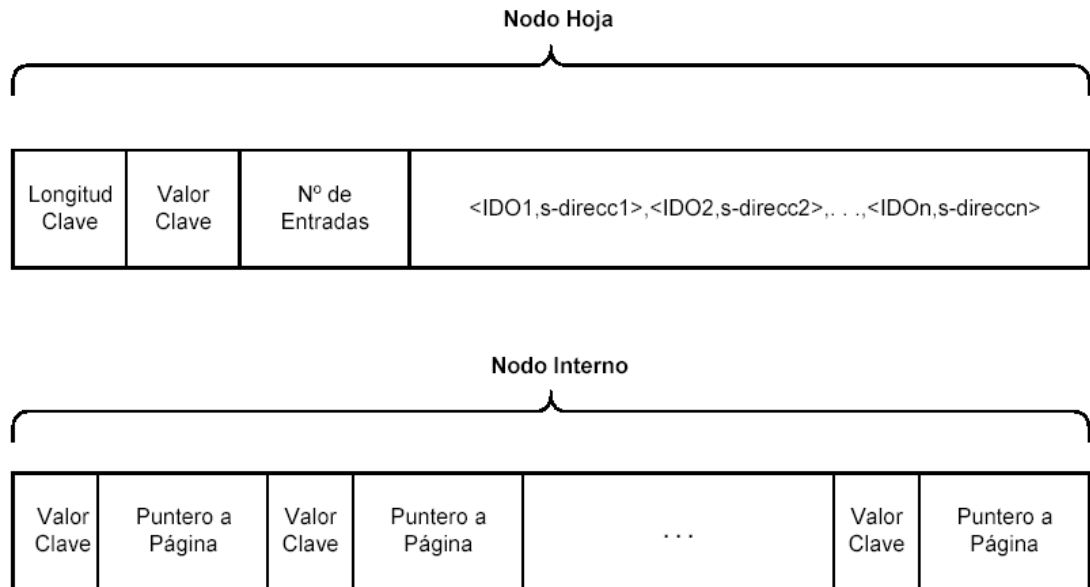 Nodo Hoja
Longitud
Clave
Valor
Clave
Nº de
Entradas
<IDO1,s-direcc1>,<IDO2,s-direcc2>,. . .,<IDOn,s-direccn>
Nodo Interno
Valor
Clave
Puntero a
Página
Valor
Clave
Puntero a
Página
. . .
Valor
Clave
Puntero a
Página